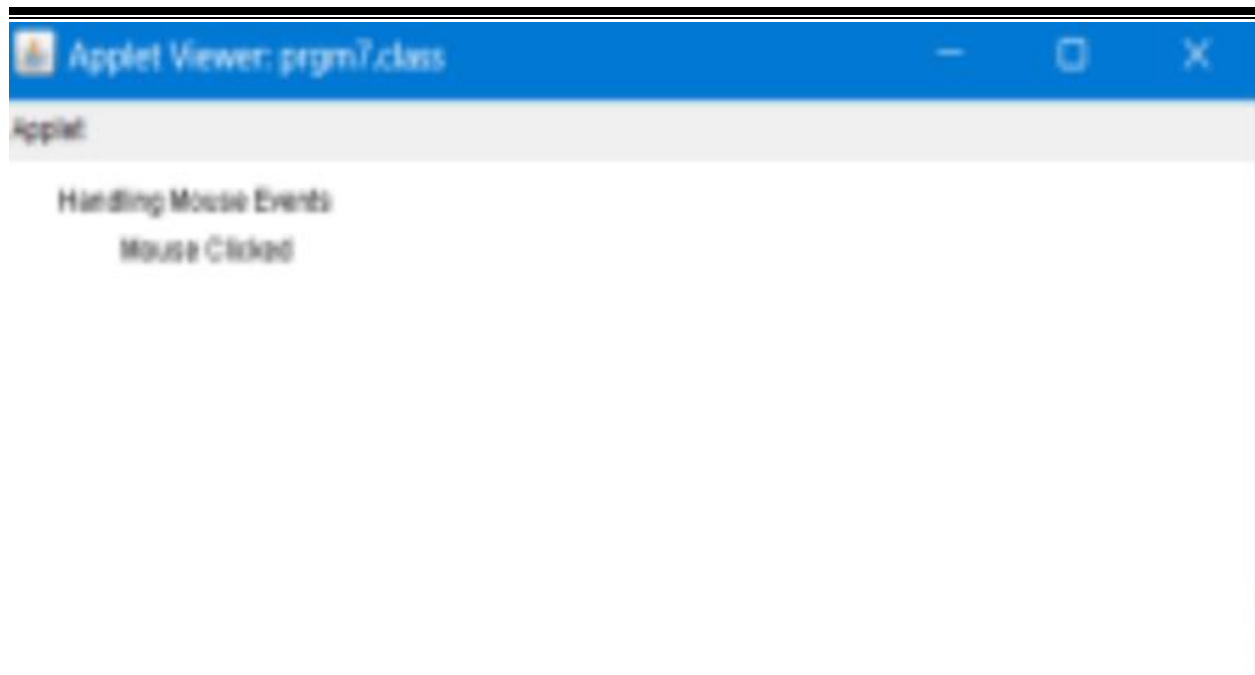 Applet Viewer: prgm7.class
Applet
Handling Mouse Events
Mouse Clicked